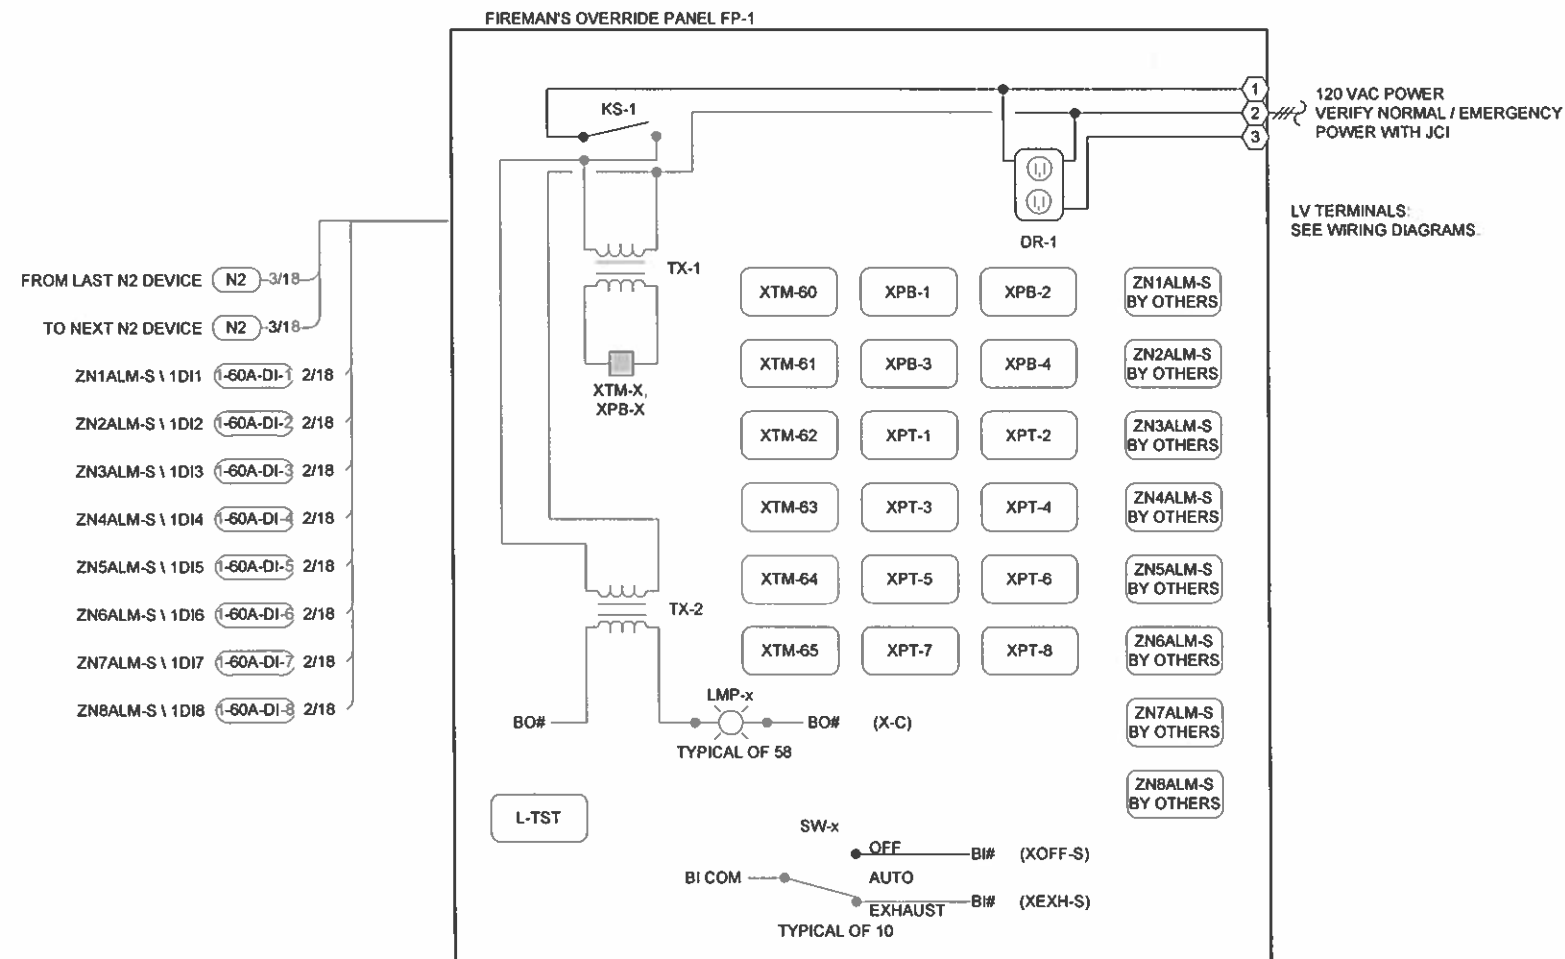 FIREMAN'S OVERRIDE PANEL FP-1
KS-1
1
2
3
120 VAC POWER
VERIFY NORMAL / EMERGENCY
POWER WITH JCI
LV TERMINALS:
SEE WIRING DIAGRAMS.
DR-1
TX-1
XTM-X,
XPB-X
FROM LAST N2 DEVICE N2 3/18
TO NEXT N2 DEVICE N2 3/18
ZN1ALM-S \ 1DI1 1-60A-DI-1 2/18
ZN2ALM-S \ 1DI2 1-60A-DI-2 2/18
ZN3ALM-S \ 1DI3 1-60A-DI-3 2/18
ZN4ALM-S \ 1DI4 1-60A-DI-4 2/18
ZN5ALM-S \ 1DI5 1-60A-DI-5 2/18
ZN6ALM-S \ 1DI6 1-60A-DI-6 2/18
ZN7ALM-S \ 1DI7 1-60A-DI-7 2/18
ZN8ALM-S \ 1DI8 1-60A-DI-8 2/18
XTM-60 XPB-1 XPB-2
XTM-61 XPB-3 XPB-4
XTM-62 XPT-1 XPT-2
XTM-63 XPT-3 XPT-4
XTM-64 XPT-5 XPT-6
XTM-65 XPT-7 XPT-8
ZN1ALM-S
BY OTHERS
ZN2ALM-S
BY OTHERS
ZN3ALM-S
BY OTHERS
ZN4ALM-S
BY OTHERS
ZN5ALM-S
BY OTHERS
ZN6ALM-S
BY OTHERS
ZN7ALM-S
BY OTHERS
ZN8ALM-S
BY OTHERS
TX-2
LMP-x
BO#
BO# (X-C)
TYPICAL OF 58
L-TST
SW-x
OFF
BI# (XOFF-S)
BI COM
AUTO
EXHAUST
BI# (XEXH-S)
TYPICAL OF 10